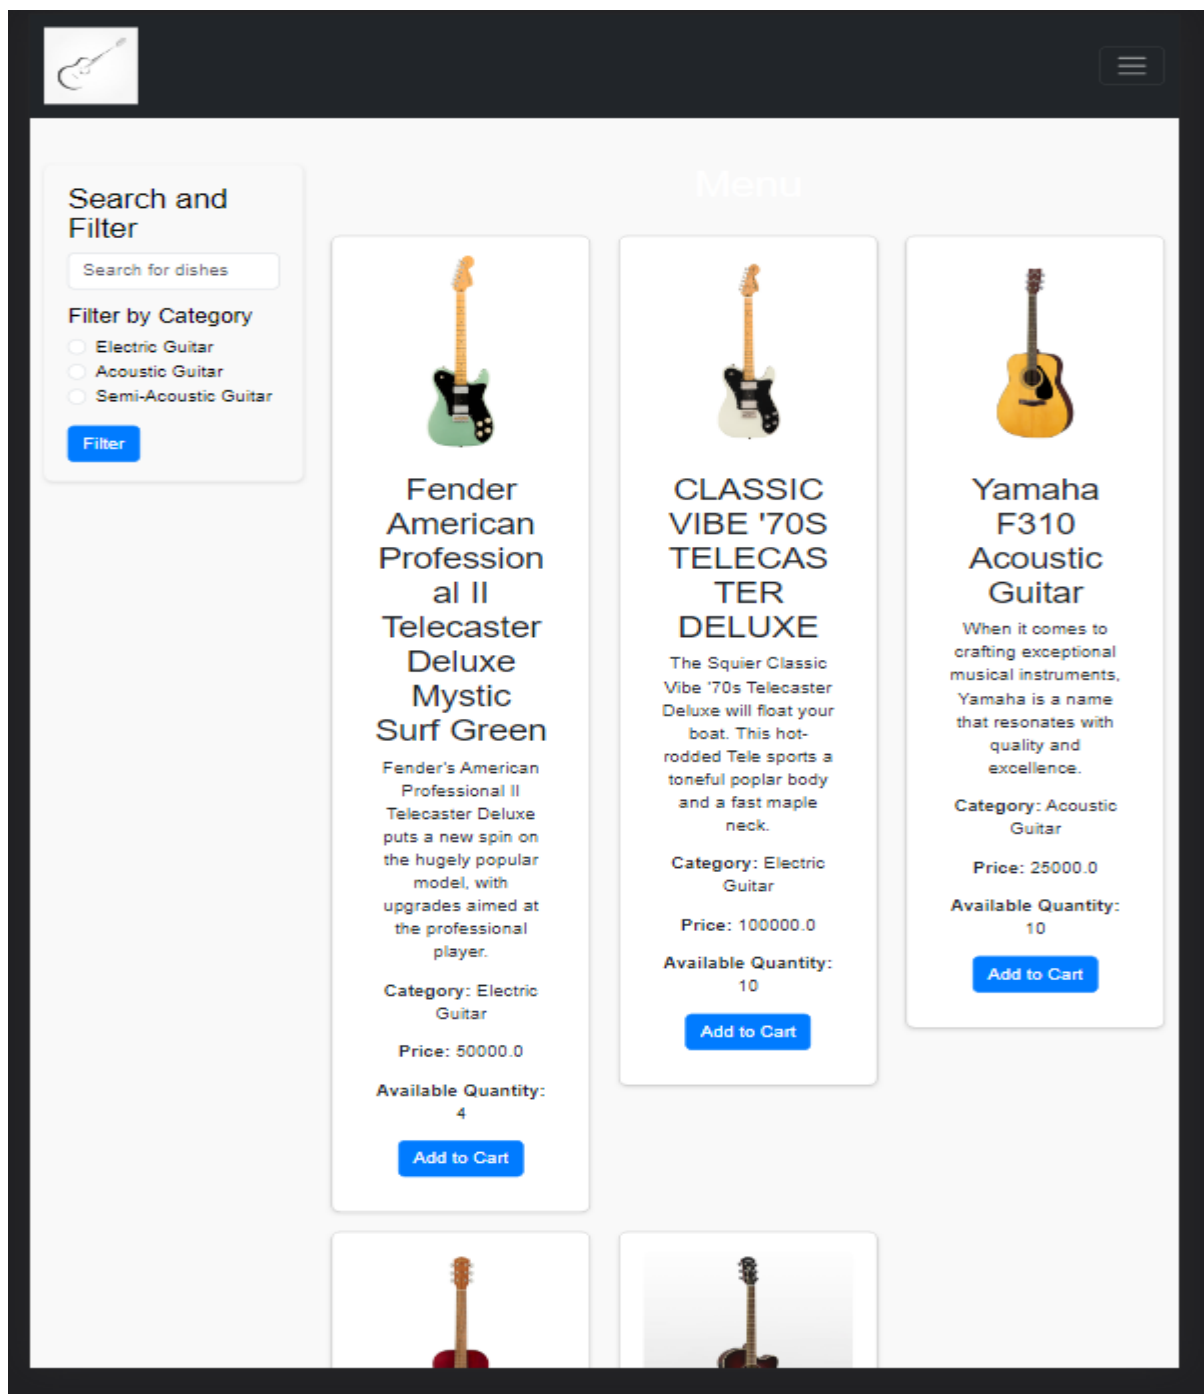 Menu
Search and
Filter
Search for dishes
Filter by Category
Electric Guitar
Acoustic Guitar
Semi-Acoustic Guitar
Filter
Fender
American
Profession
al II
Telecaster
Deluxe
Mystic
Surf Green
Fender's American
Professional II
Telecaster Deluxe
puts a new spin on
the hugely popular
model, with
upgrades aimed at
the professional
player.
Category: Electric
Guitar
Price: 50000.0
Available Quantity:
4
Add to Cart
CLASSIC
VIBE '70S
TELECAS
TER
DELUXE
The Squier Classic
Vibe '70s Telecaster
Deluxe will float your
boat. This hot-
rodded Tele sports a
toneful poplar body
and a fast maple
neck.
Category: Electric
Guitar
Price: 100000.0
Available Quantity:
10
Add to Cart
Yamaha
F310
Acoustic
Guitar
When it comes to
crafting exceptional
musical instruments,
Yamaha is a name
that resonates with
quality and
excellence.
Category: Acoustic
Guitar
Price: 25000.0
Available Quantity:
10
Add to Cart